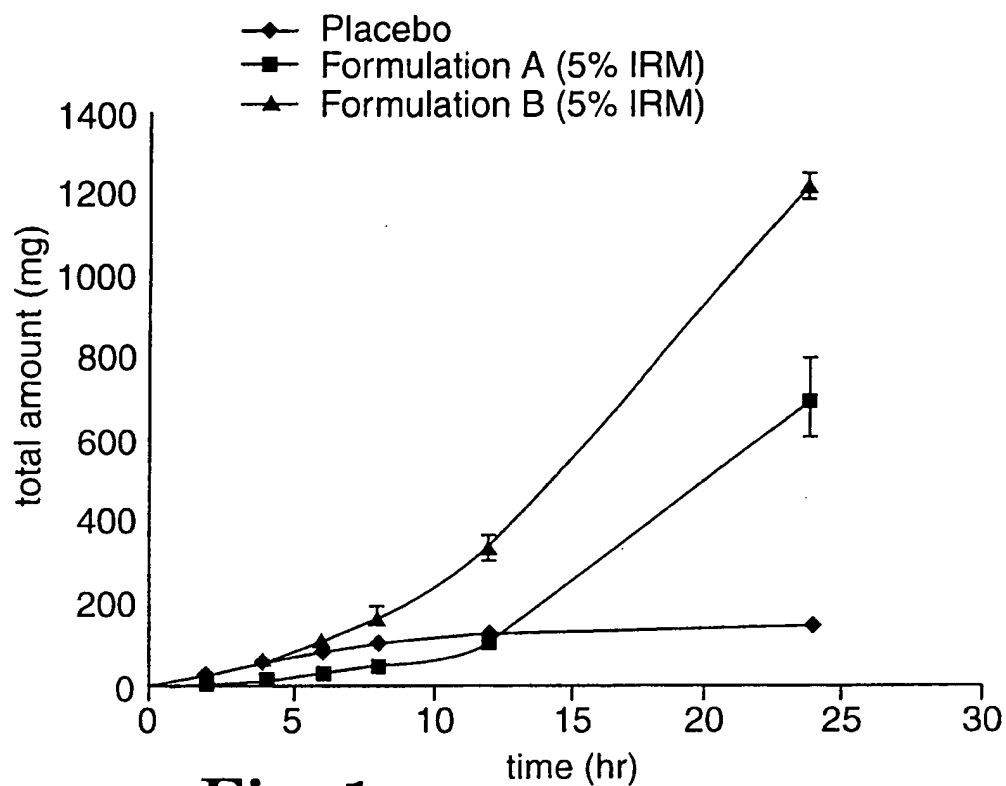 Placebo
Formulation A (5% IRM)
Formulation B (5% IRM)
1400
1200
1000
800
600
400
200
0
total amount (mg)
0 5 10 15 20 25 30
time (hr)